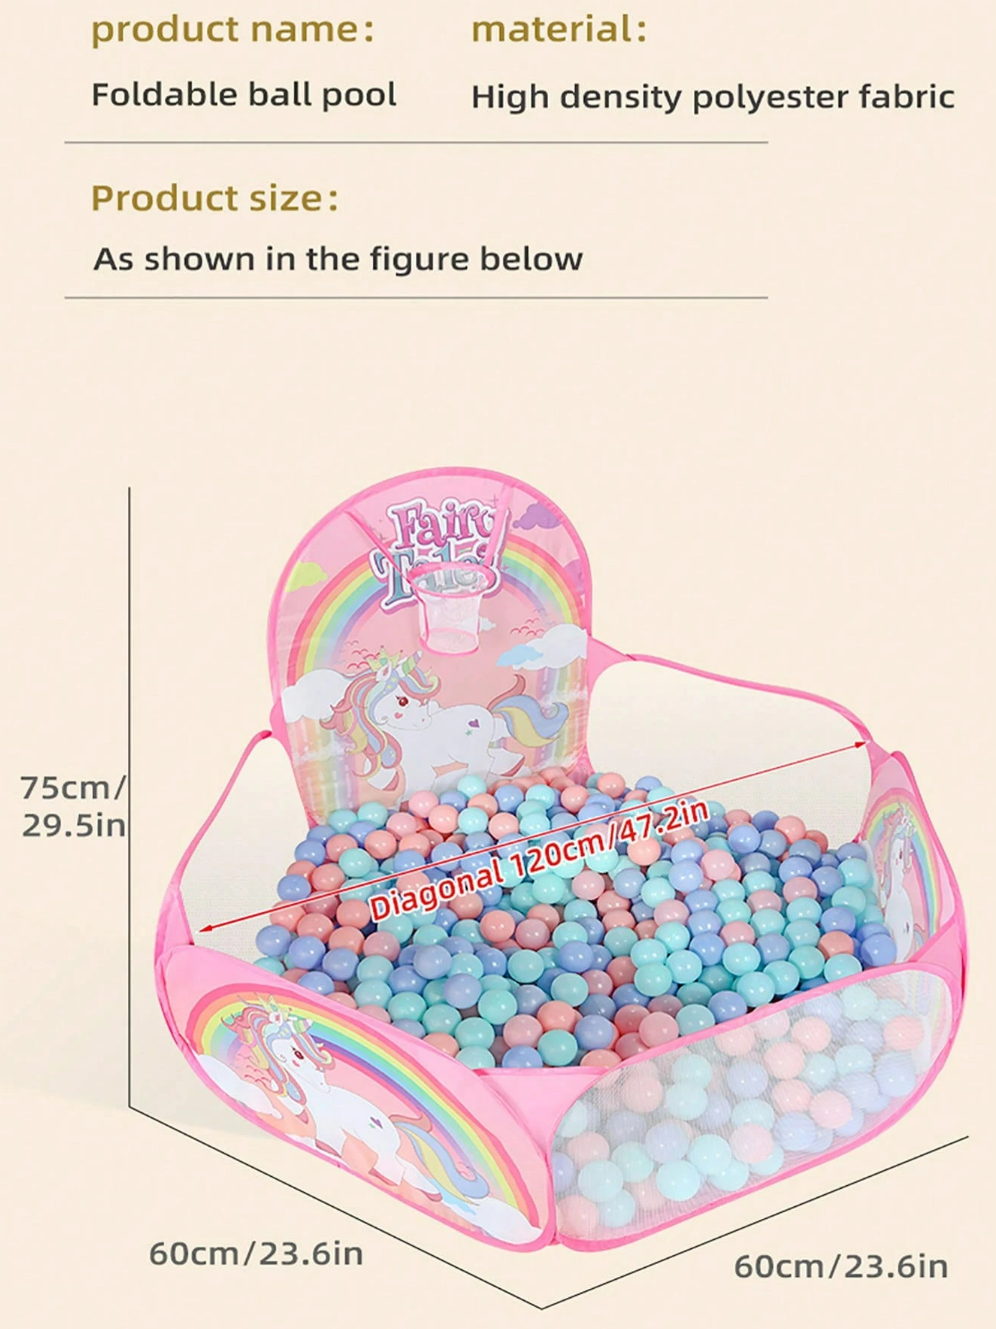 product name:
material:
Foldable ball pool
High density polyester fabric
Product size:
As shown in the figure below
Fairy
Tales
75cm/
29.5in
Diagonal 120cm/47.2in
60cm/23.6in
60cm/23.6in